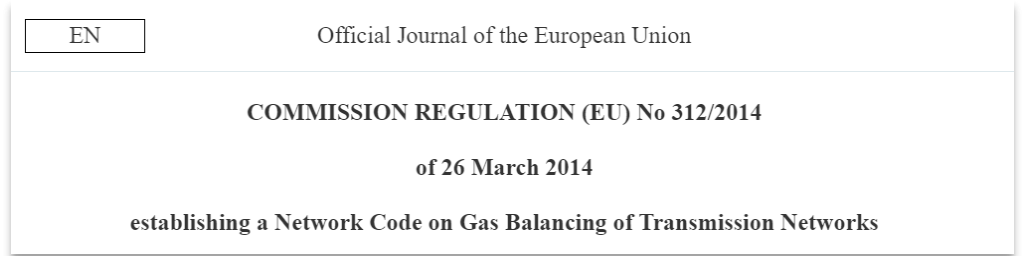 EN
Official Journal of the European Union
COMMISSION REGULATION (EU) No 312/2014
of 26 March 2014
establishing a Network Code on Gas Balancing of Transmission Networks